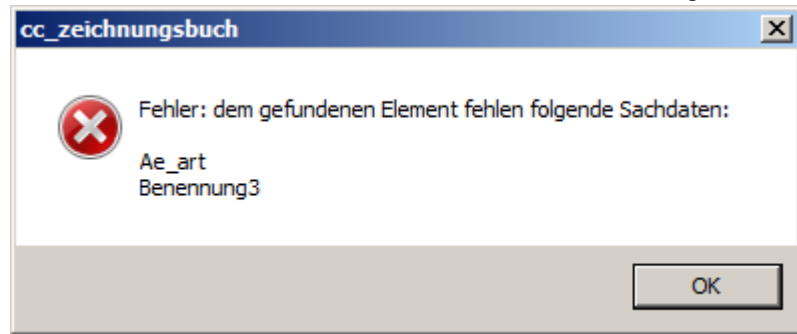 cc_zeichnungsbuch
Fehler: dem gefundenen Element fehlen folgende Sachdaten:
Ae_art
Benennung3
OK